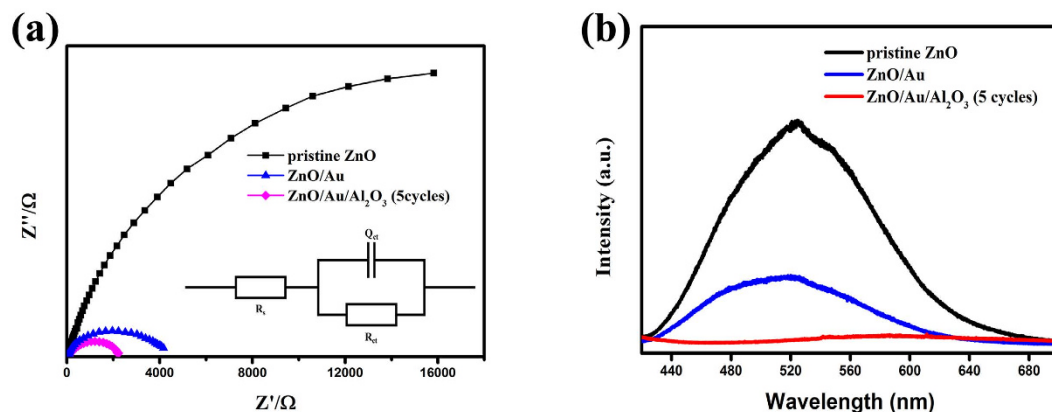 (a)
Z''/Ω
pristine ZnO
ZnO/Au
ZnO/Au/Al₂O₃ (5cycles)
Qct
Rs
Rct
0 4000 8000 12000 16000
Z'/Ω
(b)
Intensity (a.u.)
pristine ZnO
ZnO/Au
ZnO/Au/Al₂O₃ (5 cycles)
440 480 520 560 600 640 680
Wavelength (nm)